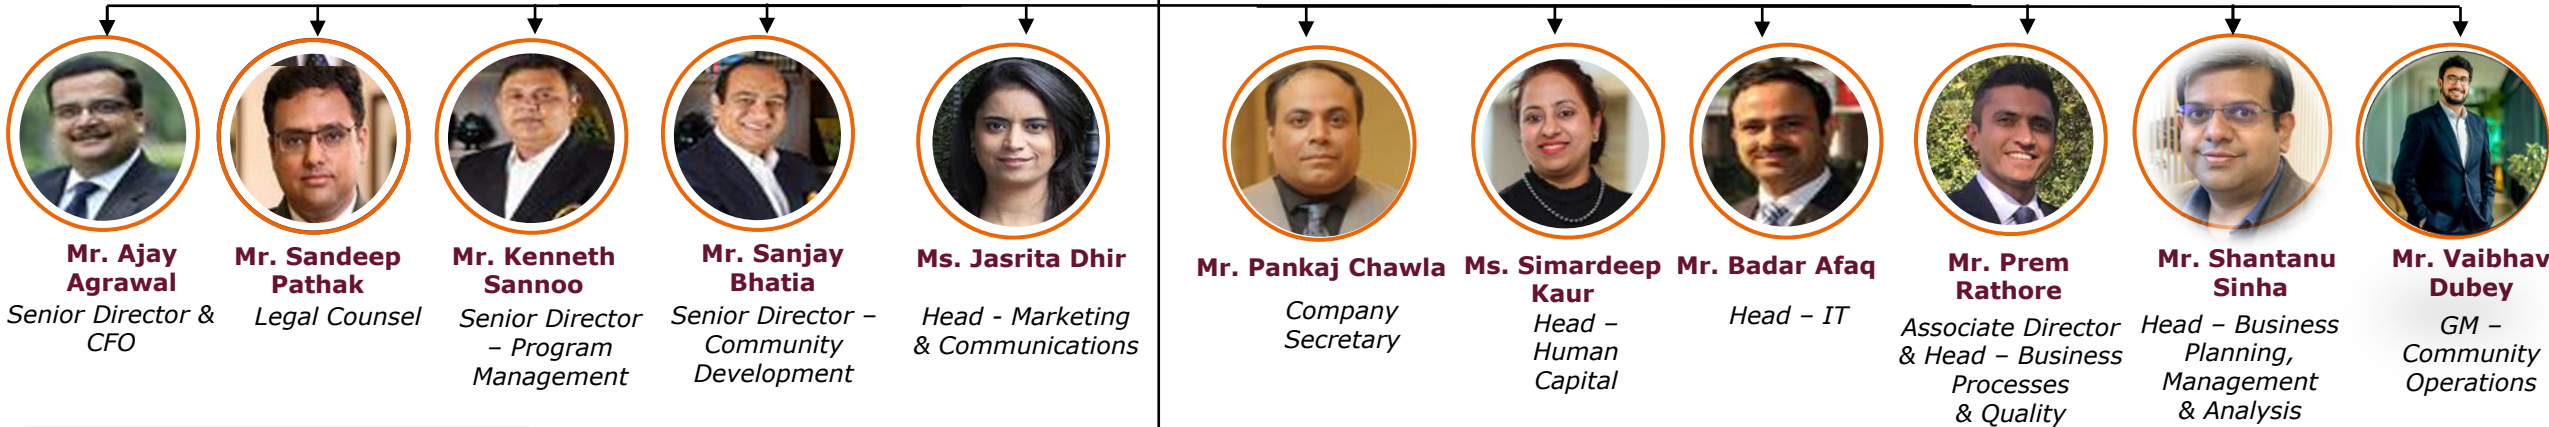 Mr. Ajay
Agrawal
Senior Director &
CFO
Mr. Sandeep
Pathak
Legal Counsel
Mr. Kenneth
Sannoo
Senior Director
– Program
Management
Mr. Sanjay
Bhatia
Senior Director –
Community
Development
Ms. Jasrita Dhir
Head - Marketing
& Communications
Mr. Pankaj Chawla
Company
Secretary
Ms. Simardeep
Kaur
Head –
Human
Capital
Mr. Badar Afaq
Head – IT
Mr. Prem
Rathore
Associate Director
& Head – Business
Processes
& Quality
Mr. Shantanu
Sinha
Head – Business
Planning,
Management
& Analysis
Mr. Vaibhav
Dubey
GM –
Community
Operations